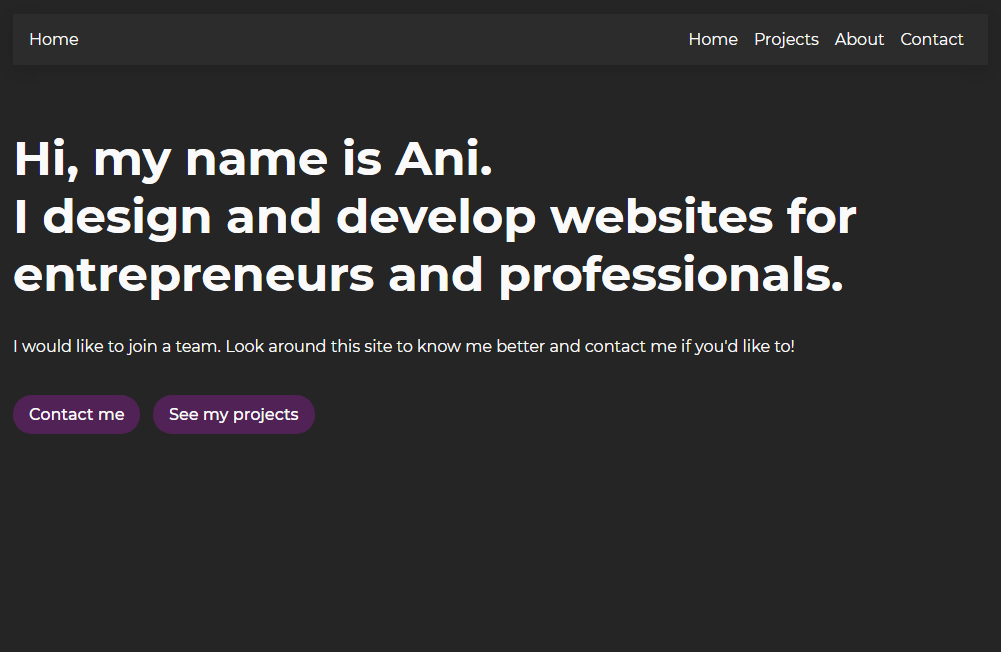 Home
Home Projects About Contact
Hi, my name is Ani.
I design and develop websites for
entrepreneurs and professionals.
I would like to join a team. Look around this site to know me better and contact me if you'd like to!
Contact me See my projects